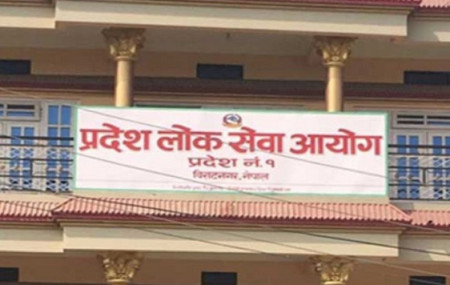 प्रदेश लोक सेवा आयोग
प्रदेश नं. १
विराटनगर, नेपाल